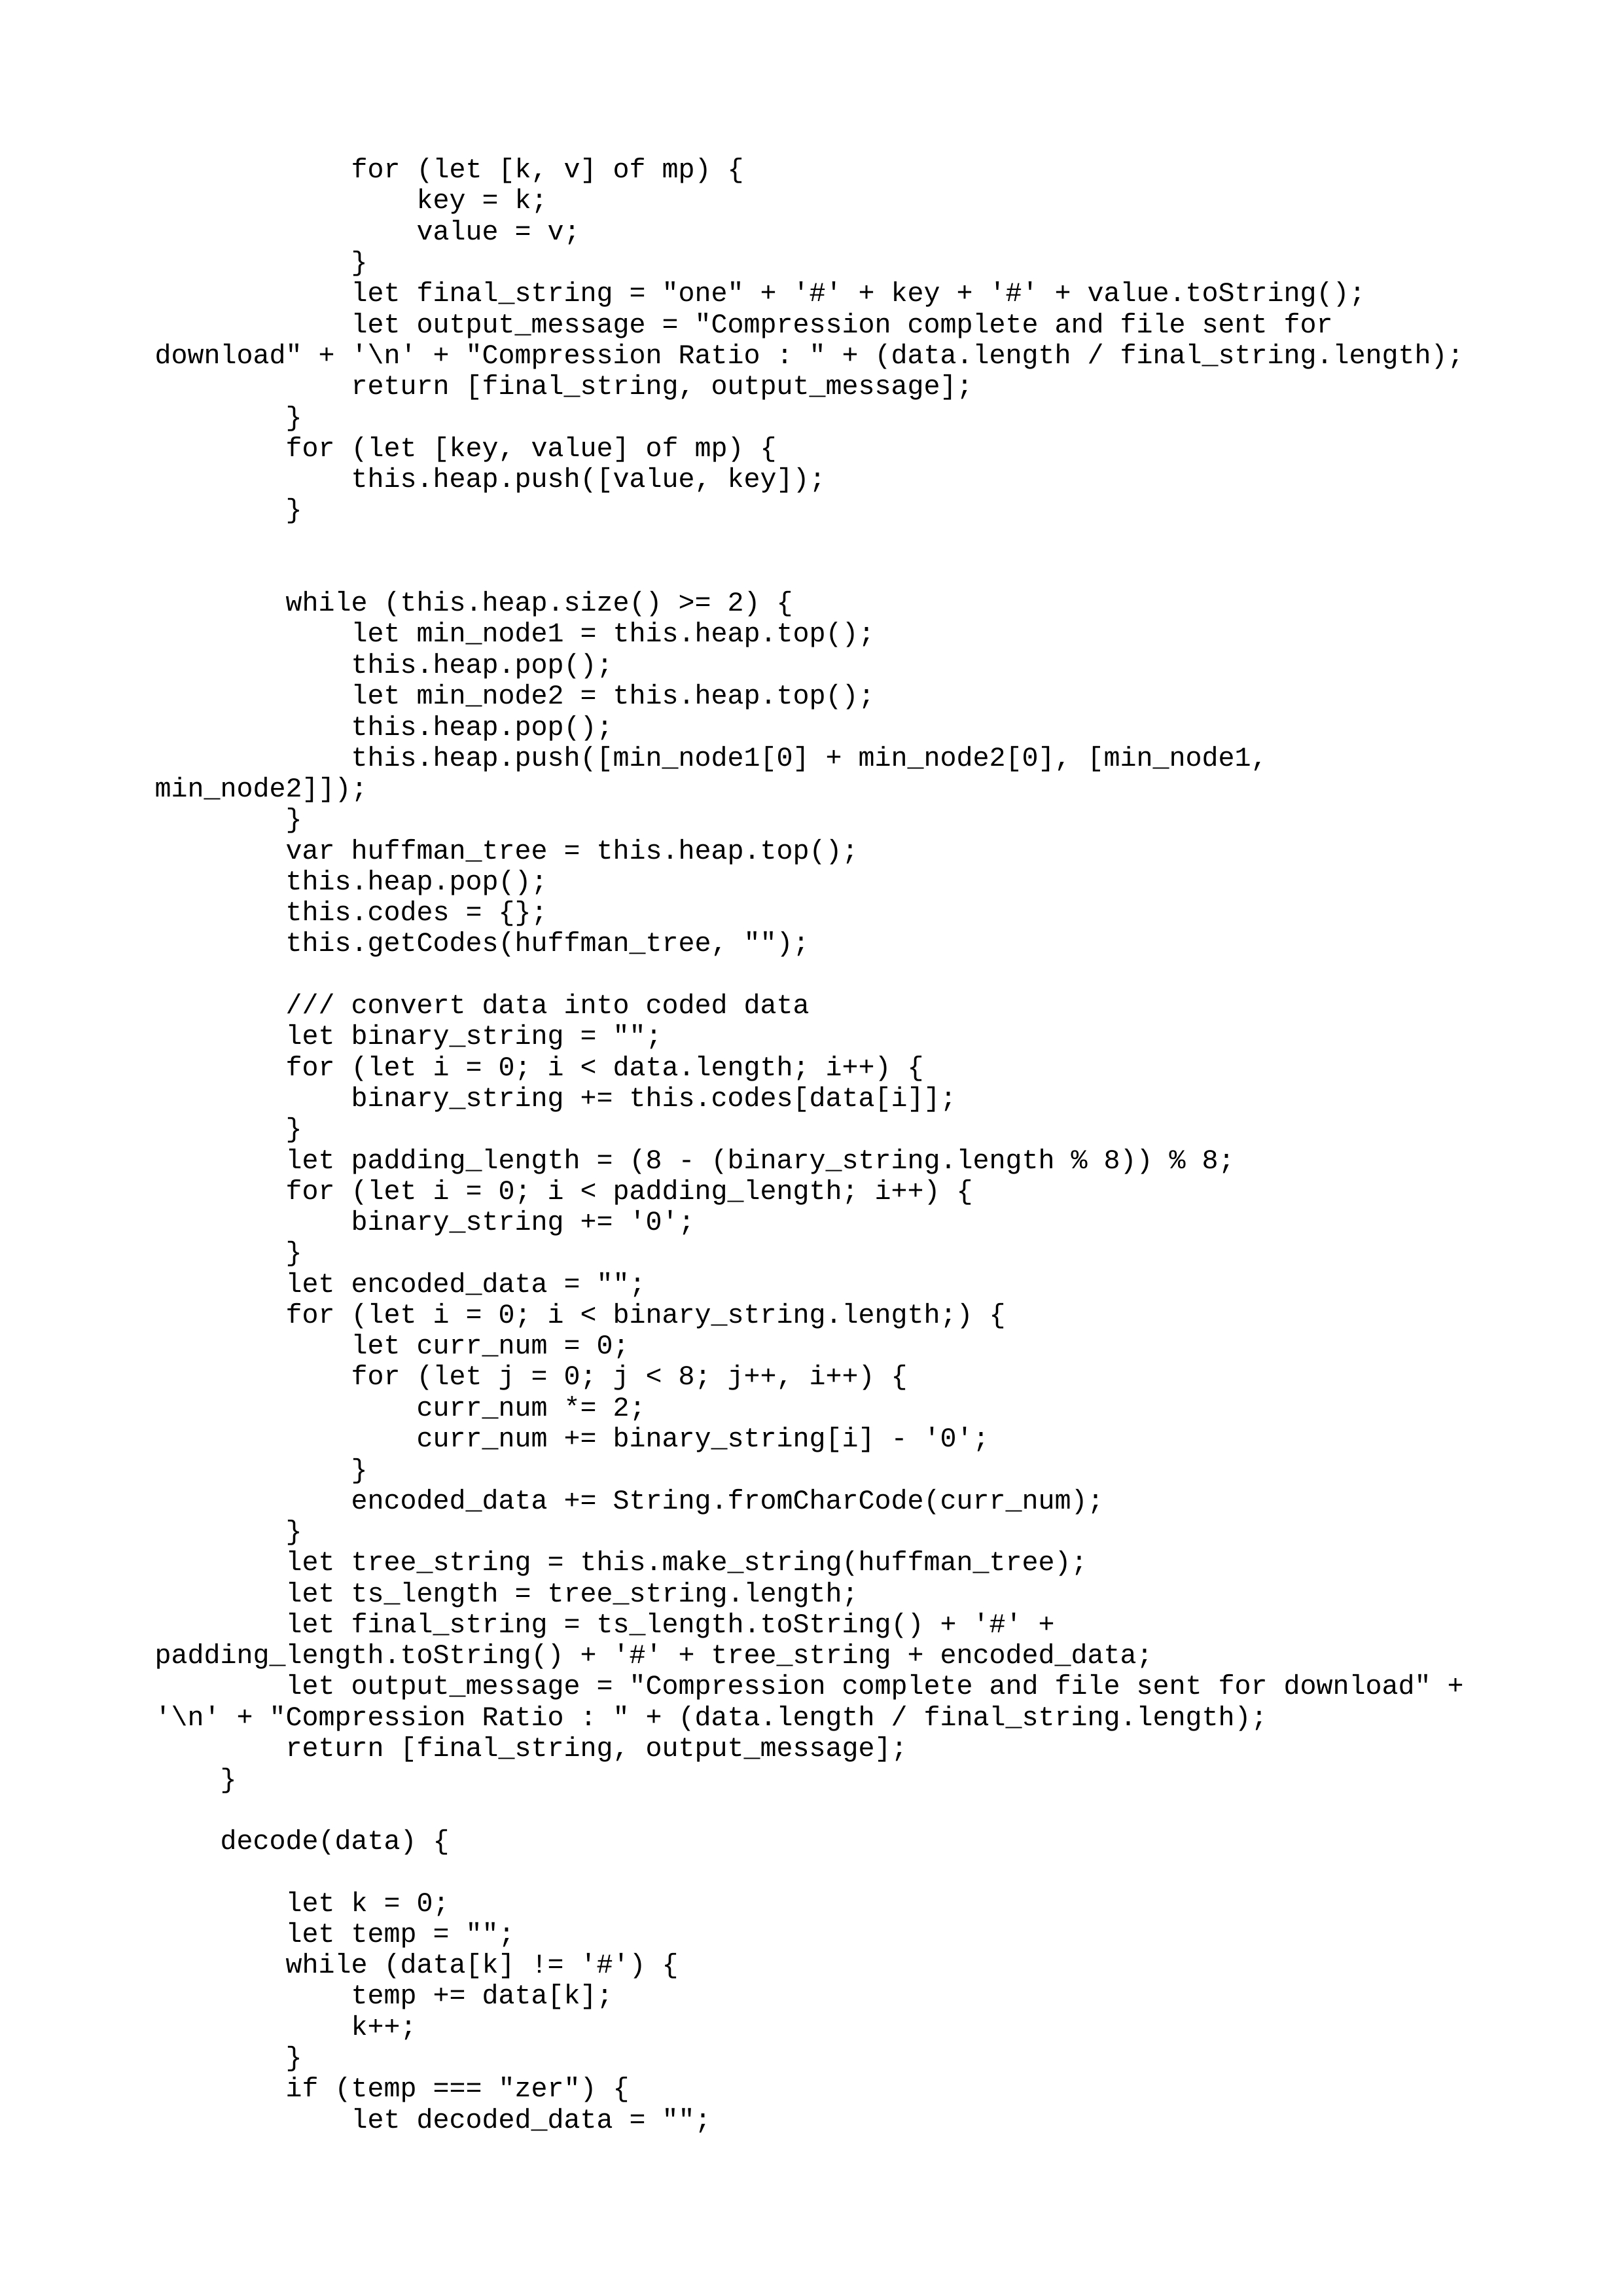 for (let [k, v] of mp) {
                key = k;
                value = v;
            }
            let final_string = "one" + '#' + key + '#' + value.toString();
            let output_message = "Compression complete and file sent for
download" + '\n' + "Compression Ratio : " + (data.length / final_string.length);
            return [final_string, output_message];
        }
        for (let [key, value] of mp) {
            this.heap.push([value, key]);
        }


        while (this.heap.size() >= 2) {
            let min_node1 = this.heap.top();
            this.heap.pop();
            let min_node2 = this.heap.top();
            this.heap.pop();
            this.heap.push([min_node1[0] + min_node2[0], [min_node1,
min_node2]]);
        }
        var huffman_tree = this.heap.top();
        this.heap.pop();
        this.codes = {};
        this.getCodes(huffman_tree, "");

        /// convert data into coded data
        let binary_string = "";
        for (let i = 0; i < data.length; i++) {
            binary_string += this.codes[data[i]];
        }
        let padding_length = (8 - (binary_string.length % 8)) % 8;
        for (let i = 0; i < padding_length; i++) {
            binary_string += '0';
        }
        let encoded_data = "";
        for (let i = 0; i < binary_string.length;) {
            let curr_num = 0;
            for (let j = 0; j < 8; j++, i++) {
                curr_num *= 2;
                curr_num += binary_string[i] - '0';
            }
            encoded_data += String.fromCharCode(curr_num);
        }
        let tree_string = this.make_string(huffman_tree);
        let ts_length = tree_string.length;
        let final_string = ts_length.toString() + '#' +
padding_length.toString() + '#' + tree_string + encoded_data;
        let output_message = "Compression complete and file sent for download" +
'\n' + "Compression Ratio : " + (data.length / final_string.length);
        return [final_string, output_message];
    }

    decode(data) {

        let k = 0;
        let temp = "";
        while (data[k] != '#') {
            temp += data[k];
            k++;
        }
        if (temp === "zer") {
            let decoded_data = "";